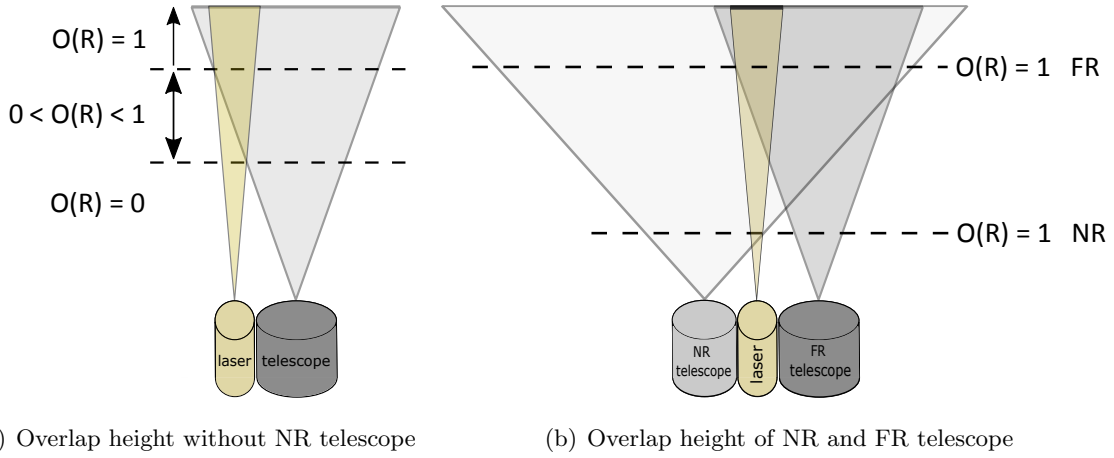 O(R) = 1
0 < O(R) < 1
O(R) = 0
laser
telescope
) Overlap height without NR telescope
O(R) = 1 FR
O(R) = 1 NR
NR
telescope
laser
FR
telescope
(b) Overlap height of NR and FR telescope